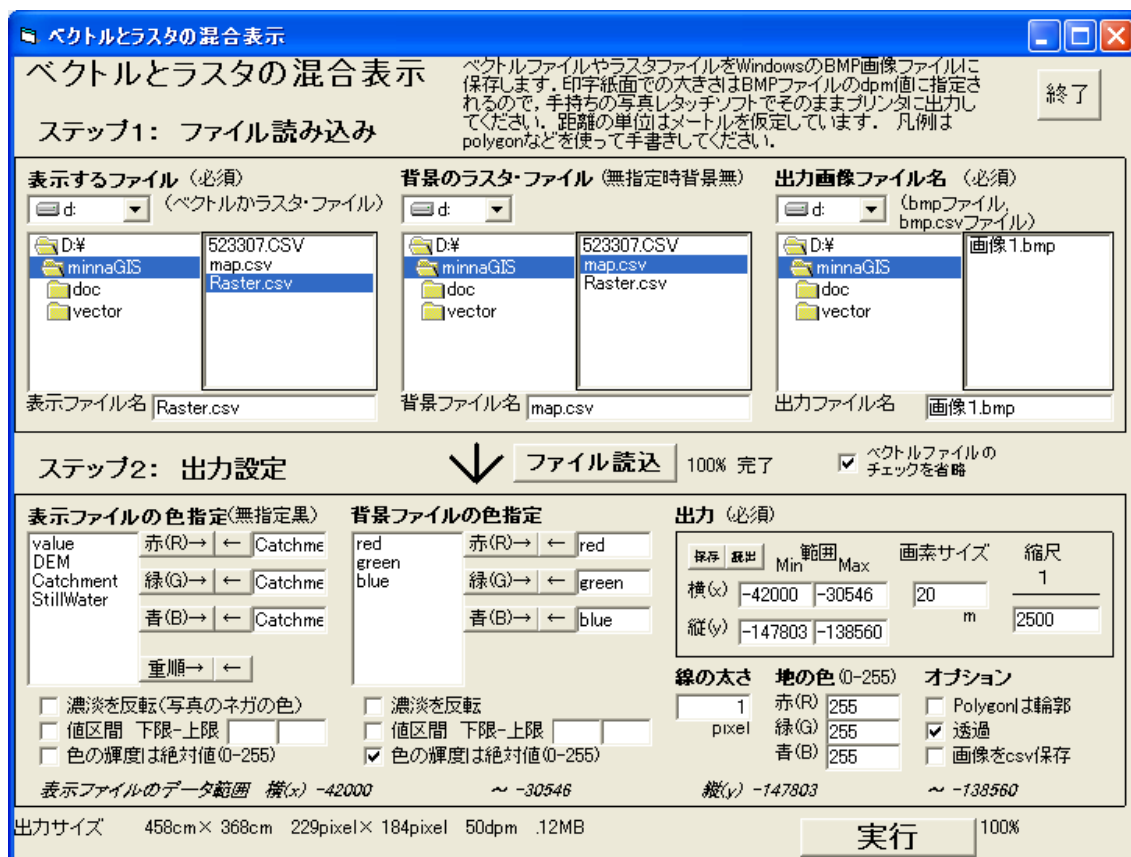 ベクトルとラスタの混合表示
ベクトルとラスタの混合表示
ベクトルファイルやラスタファイルをWindowsのBMP画像ファイルに
保存します．印字紙面での大きさはBMPファイルのdpm値に指定さ
れるので，手持ちの写真レタッチソフトでそのままプリンタに出力し
てください．距離の単位はメートルを仮定しています． 凡例は
polygonなどを使って手書きしてください．
終了
ステップ1： ファイル読み込み
表示するファイル （必須）
d:
（ベクトルかラスタ・ファイル）
D:¥
minnaGIS
doc
vector
523307.CSV
map.csv
Raster.csv
表示ファイル名 Raster.csv
背景のラスタ・ファイル （無指定時背景無）
d:
D:¥
minnaGIS
doc
vector
523307.CSV
map.csv
Raster.csv
背景ファイル名 map.csv
出力画像ファイル名 （必須）
d:
（bmpファイル,
bmp.csvファイル）
D:¥
minnaGIS
doc
vector
画像1.bmp
出力ファイル名 画像1.bmp
ステップ2： 出力設定
ファイル読込 100% 完了
ベクトルファイルの
チェックを省略
表示ファイルの色指定(無指定黒)
value
DEM
Catchment
StillWater
赤(R)→ ← Catchme
緑(G)→ ← Catchme
青(B)→ ← Catchme
重順→ ←
濃淡を反転(写真のネガの色)
値区間 下限-上限
色の輝度は絶対値(0-255)
背景ファイルの色指定
red
green
blue
赤(R)→ ← red
緑(G)→ ← green
青(B)→ ← blue
濃淡を反転
値区間 下限-上限
色の輝度は絶対値(0-255)
出力 （必須）
保存 読出 Min 範囲 Max 画素サイズ 縮尺
1
横(x) -42000 -30546 20
m 2500
縦(y) -147803 -138560
線の太さ
1
pixel
地の色(0-255)
赤(R) 255
緑(G) 255
青(B) 255
オプション
Polygonは輪郭
透過
画像をcsv保存
表示ファイルのデータ範囲 横(x) -42000 ～ -30546 縦(y) -147803 ～ -138560
出力サイズ 458cm× 368cm 229pixel× 184pixel 50dpm .12MB
実行 100%